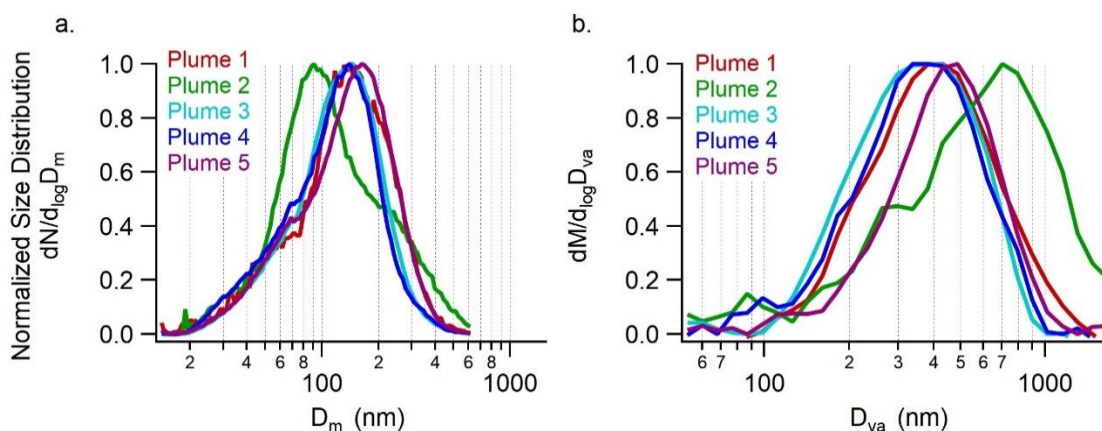 a.
Normalized Size Distribution
dN/dlogDm
1.0
0.8
0.6
0.4
0.2
0.0
Plume 1
Plume 2
Plume 3
Plume 4
Plume 5
2 4 6 8 2 4 6 8
100 1000
Dm (nm)
b.
dM/dlogDva
1.0
0.8
0.6
0.4
0.2
0.0
Plume 1
Plume 2
Plume 3
Plume 4
Plume 5
6 7 2 3 4 5 6 7
100 1000
Dva (nm)